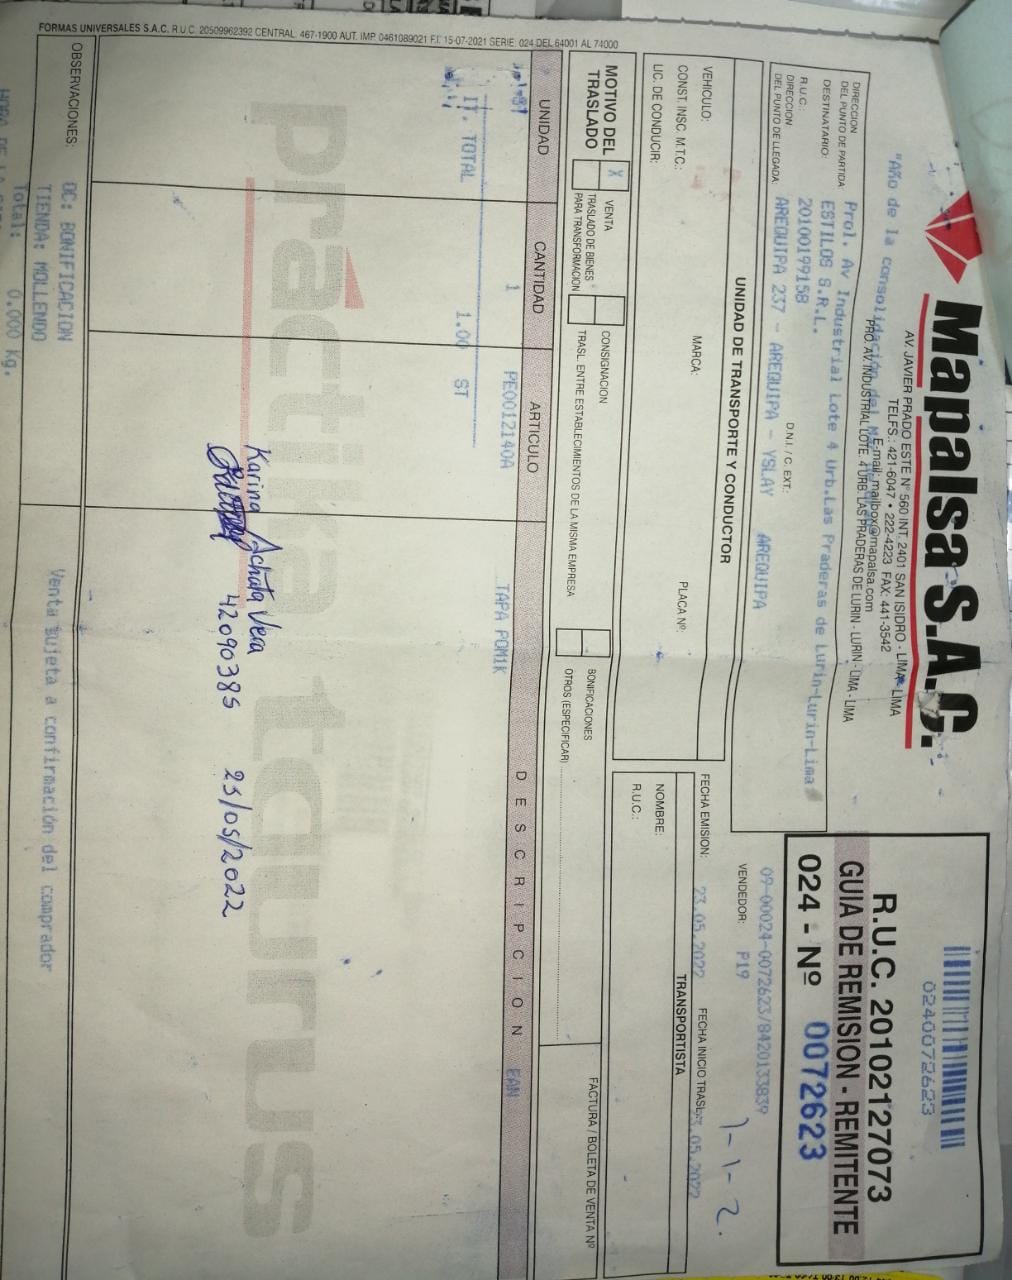 Mapalsa S.A.C.
AV. JAVIER PRADO ESTE Nº 560 INT. 2401 SAN ISIDRO - LIMA - LIMA
TELFS.: 421-6047 • 222-4223 FAX: 441-3542
E-mail: mailbox@mapalsa.com
"Año de la consolidación del
PRO. AV. INDUSTRIAL LOTE. 4 URB. LAS PRADERAS DE LURIN - LURIN - LIMA - LIMA
0240072623
R.U.C. 20102127073
GUIA DE REMISION - REMITENTE
024 - Nº 0072623
DIRECCION DEL PUNTO DE PARTIDA: Prol. Av Industrial Lote 4 Urb.Las Praderas de Lurin-Lurin-Lima
DESTINATARIO: ESTILOS S.R.L.
R.U.C.: 20100199158 D.N.I. / C. EXT.:
DIRECCION DEL PUNTO DE LLEGADA: AREQUIPA 237 - AREQUIPA - YSLAY AREQUIPA
09-00024-0072623/8420133839
VENDEDOR: P19
1-1-2.
UNIDAD DE TRANSPORTE Y CONDUCTOR
VEHICULO: MARCA: PLACA Nº:
CONST. INSC. M.T.C.:
LIC. DE CONDUCIR:
FECHA EMISION: 23.05.2022 FECHA INICIO TRASL.: 23.05.2022
TRANSPORTISTA
NOMBRE:
R.U.C.:
MOTIVO DEL TRASLADO
X VENTA
TRASLADO DE BIENES PARA TRANSFORMACION
CONSIGNACION
TRASL. ENTRE ESTABLECIMIENTOS DE LA MISMA EMPRESA
BONIFICACIONES
OTROS (ESPECIFICAR)
FACTURA / BOLETA DE VENTA Nº
UNIDAD CANTIDAD ARTICULO DESCRIPCION EAN
1 PE0012140A TAPA POM1K
IT. TOTAL 1.00 ST
práctika taurus
Karina Achata Vera
42090385 23/05/2022
OBSERVACIONES:
OC: BONIFICACION
TIENDA: MOLLENDO
Venta sujeta a confirmación del comprador
Total: 0.000 Kg.
FORMAS UNIVERSALES S.A.C. R.U.C. 20509962392 CENTRAL. 467-1900 AUT. IMP. 0461089021 F.I. 15-07-2021 SERIE: 024 DEL 64001 AL 74000